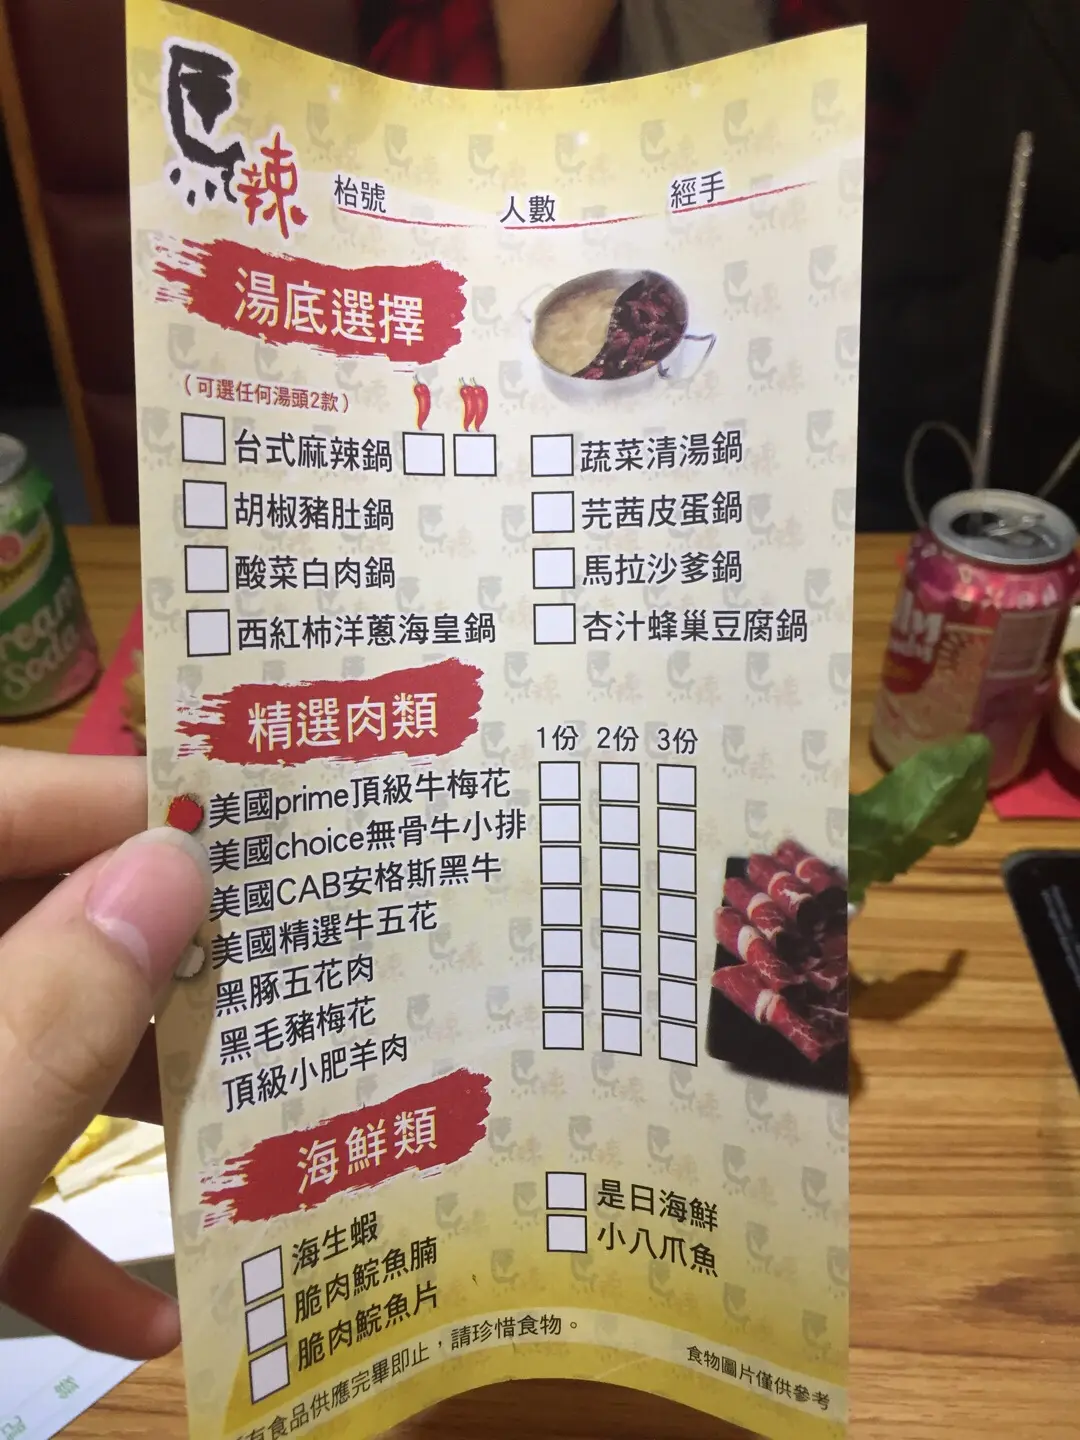 馬辣
枱號 人數 經手
湯底選擇
（可選任何湯頭2款）
台式麻辣鍋
胡椒豬肚鍋
酸菜白肉鍋
西紅柿洋蔥海皇鍋
蔬菜清湯鍋
芫茜皮蛋鍋
馬拉沙爹鍋
杏汁蜂巢豆腐鍋
精選肉類
1份 2份 3份
美國prime頂級牛梅花
美國choice無骨牛小排
美國CAB安格斯黑牛
美國精選牛五花
黑豚五花肉
黑毛豬梅花
頂級小肥羊肉
海鮮類
海生蝦
脆肉鯇魚腩
脆肉鯇魚片
是日海鮮
小八爪魚
有食品供應完畢即止，請珍惜食物。
食物圖片僅供參考
Cream
Soda